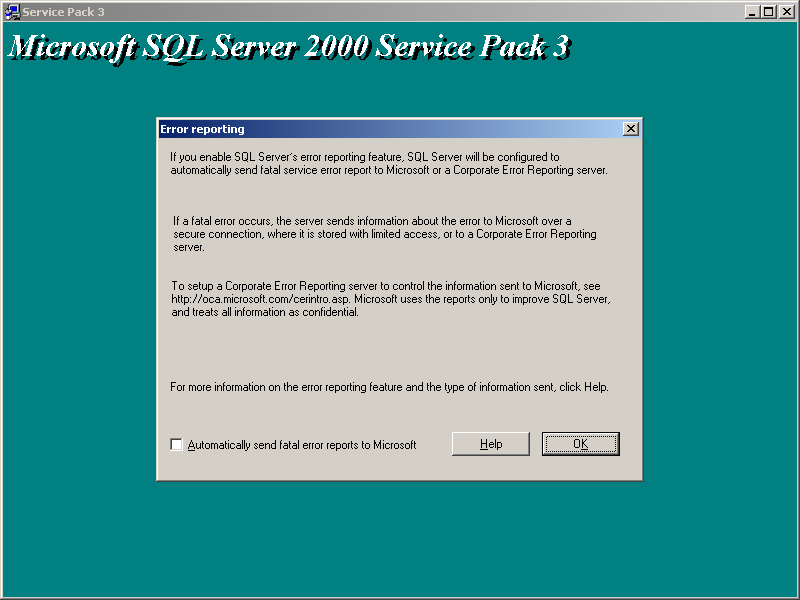 Service Pack 3
Microsoft SQL Server 2000 Service Pack 3
Error reporting
If you enable SQL Server's error reporting feature, SQL Server will be configured to
automatically send fatal service error report to Microsoft or a Corporate Error Reporting server.
If a fatal error occurs, the server sends information about the error to Microsoft over a
secure connection, where it is stored with limited access, or to a Corporate Error Reporting
server.
To setup a Corporate Error Reporting server to control the information sent to Microsoft, see
http://oca.microsoft.com/cerintro.asp. Microsoft uses the reports only to improve SQL Server,
and treats all information as confidential.
For more information on the error reporting feature and the type of information sent, click Help.
Automatically send fatal error reports to Microsoft
Help
OK